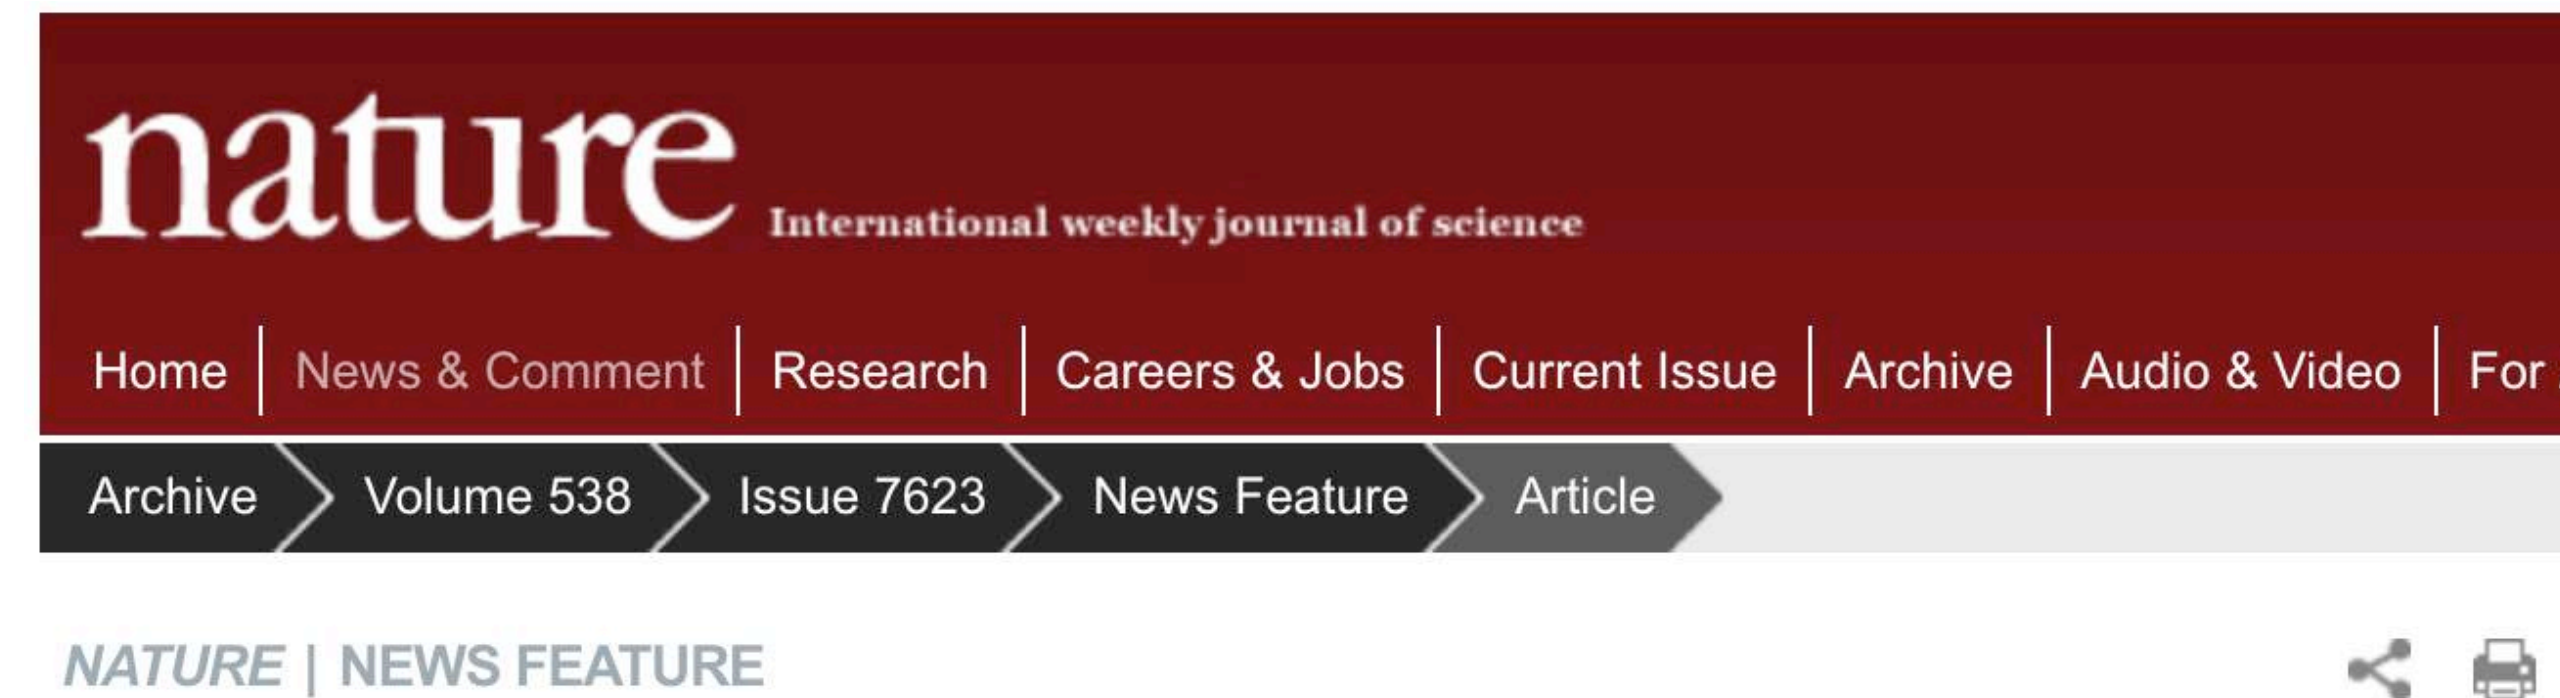 nature International weekly journal of science
Home News & Comment Research Careers & Jobs Current Issue Archive Audio & Video For
Archive Volume 538 Issue 7623 News Feature Article
NATURE | NEWS FEATURE